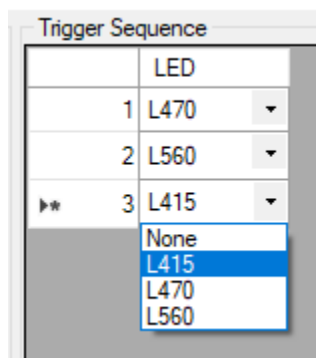 Trigger Sequence
LED
1 L470
2 L560
3 L415
None
L415
L470
L560